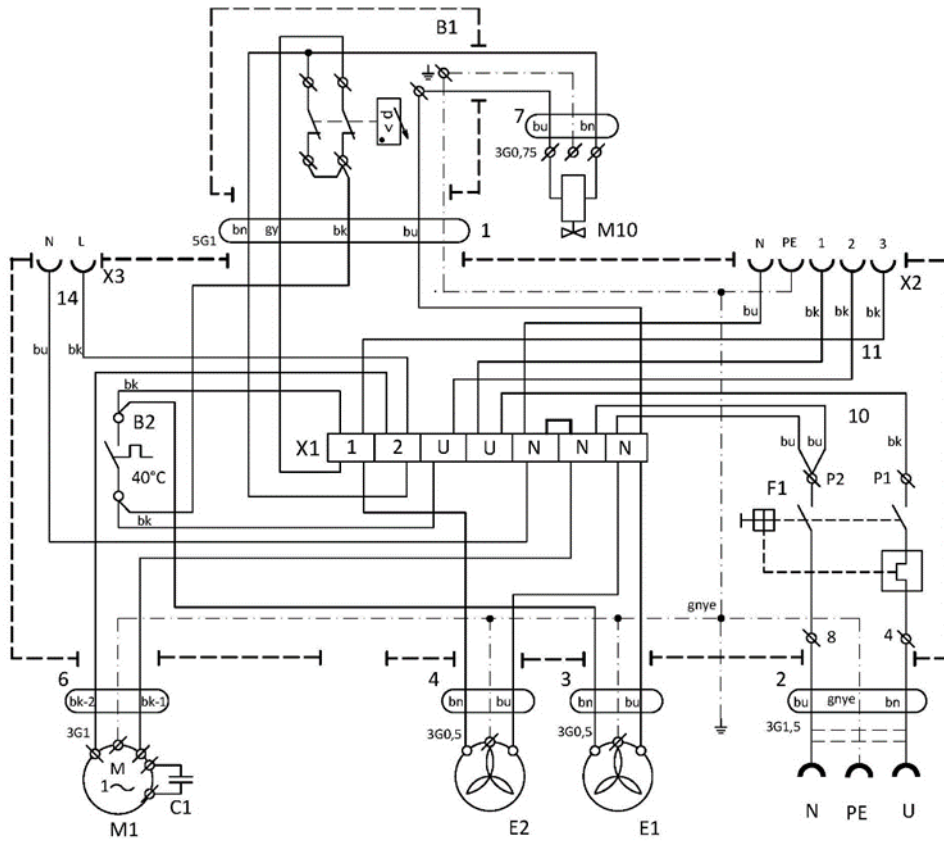 B1
7
bu bn
3G0,75
<d
M10
5G1
bn gy bk bu
1
N L
X3
N PE 1 2 3
X2
14
bu bk
bu bk bk bk
11
10
bk
B2
40°C
bk
X1
1 2 U U N N N
bu bu bk
P2 P1
F1
gnye
8 4
6
bk-2 bk-1
3G1
4
bn bu
3G0,5
3
bn bu
3G0,5
2
bu gnye bn
3G1,5
M
1~
C1
M1
E2
E1
N PE U